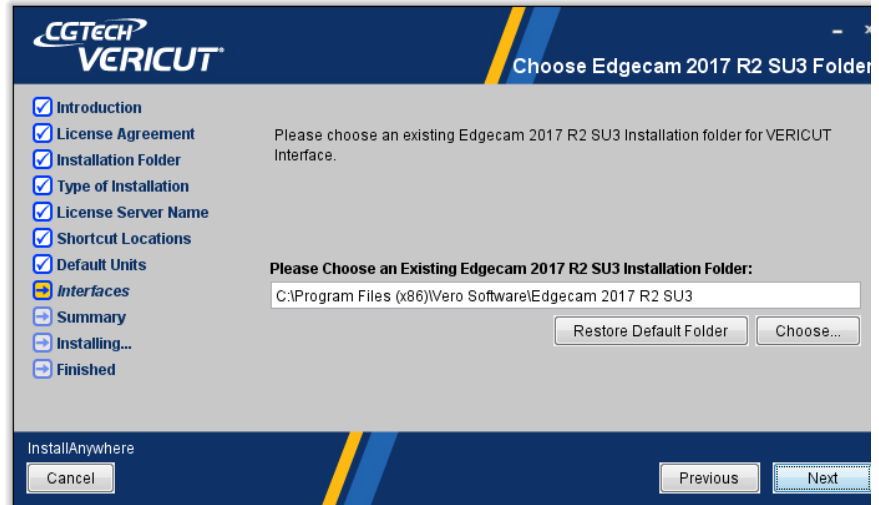 CGTECH
VERICUT
Choose Edgecam 2017 R2 SU3 Folder
Introduction
License Agreement
Installation Folder
Type of Installation
License Server Name
Shortcut Locations
Default Units
Interfaces
Summary
Installing...
Finished
Please choose an existing Edgecam 2017 R2 SU3 Installation folder for VERICUT
Interface.
Please Choose an Existing Edgecam 2017 R2 SU3 Installation Folder:
C:\Program Files (x86)\Vero Software\Edgecam 2017 R2 SU3
Restore Default Folder
Choose...
InstallAnywhere
Cancel
Previous
Next